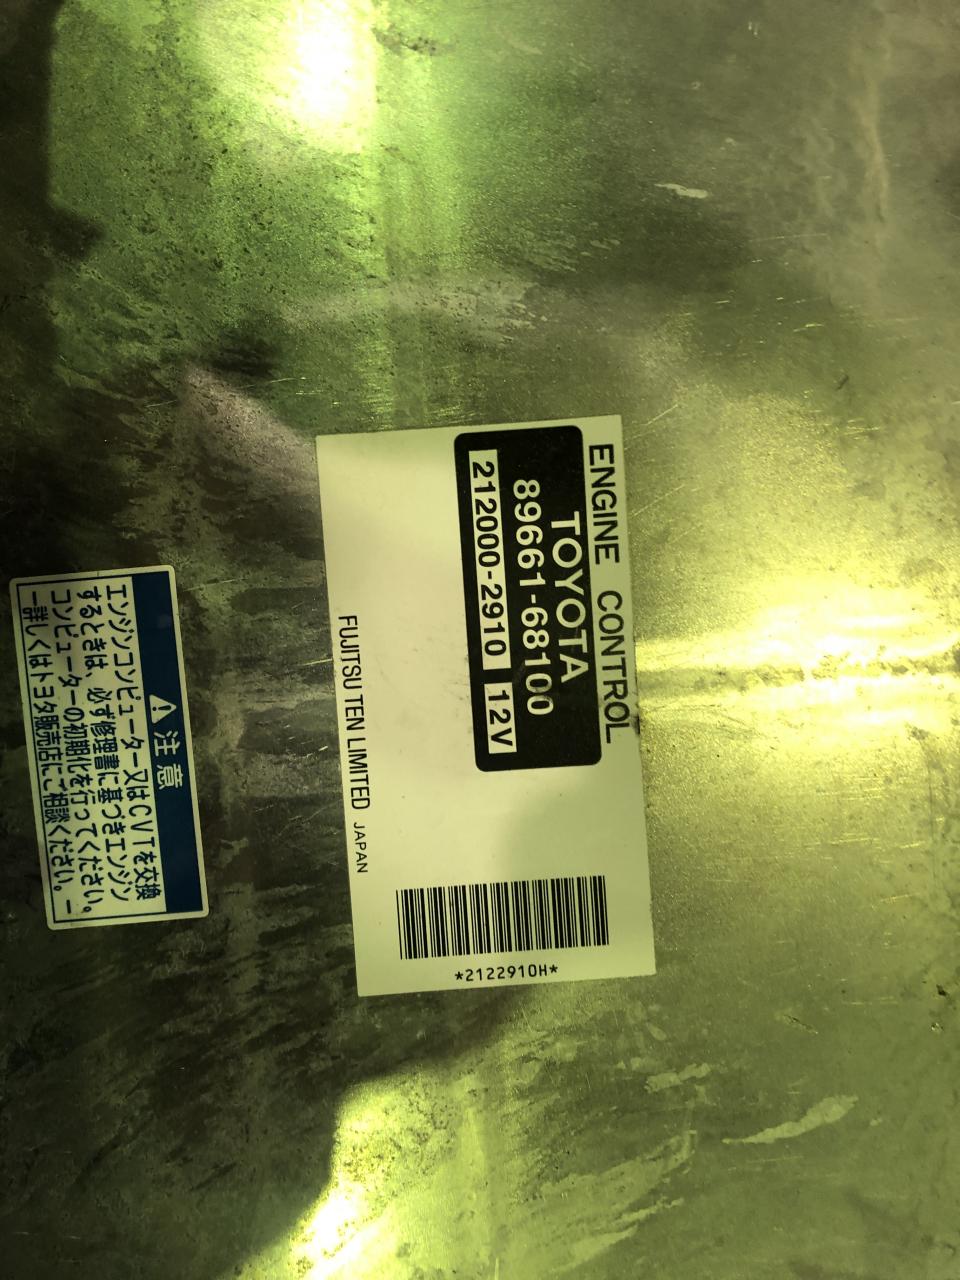 ENGINE CONTROL
TOYOTA
89661-68100
212000-2910 12V
FUJITSU TEN LIMITED JAPAN
*2122910H*
注意
エンジンコンピューター又はCVTを交換
するときは、必ず修理書に基づきエンジン
コンピューターの初期化を行ってください。
ー詳しくはトヨタ販売店にご相談ください。ー